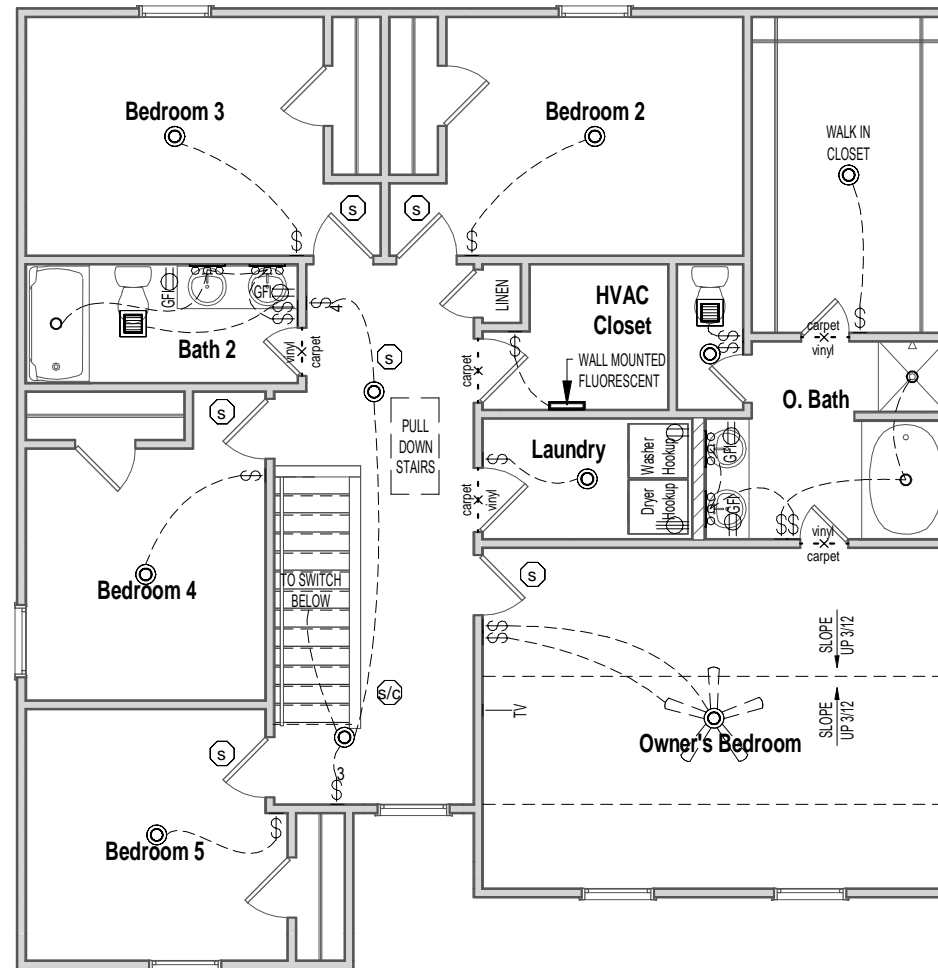 Bedroom 3
Bedroom 2
WALK IN
CLOSET
S
S
LINEN
HVAC
Closet
GFI
GFI
4
Bath 2
vinyl
carpet
S
carpet
WALL MOUNTED
FLUORESCENT
carpet
vinyl
O. Bath
S
PULL
DOWN
STAIRS
Laundry
Washer
Hookup
Dryer
Hookup
GFI
GFI
carpet
vinyl
vinyl
carpet
Bedroom 4
TO SWITCH
BELOW
S
SLOPE
UP 3/12
SLOPE
UP 3/12
s/c
TV
Owner's Bedroom
S
3
Bedroom 5